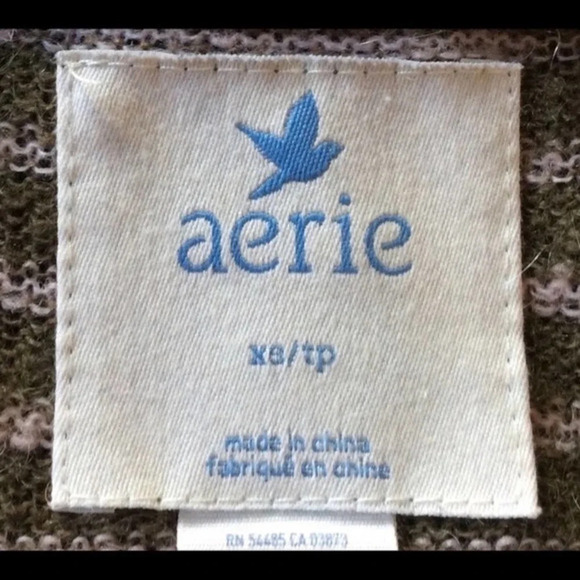 aerie
xs/tp
made in china
fabriqué en chine
RN 54485 CA 03873